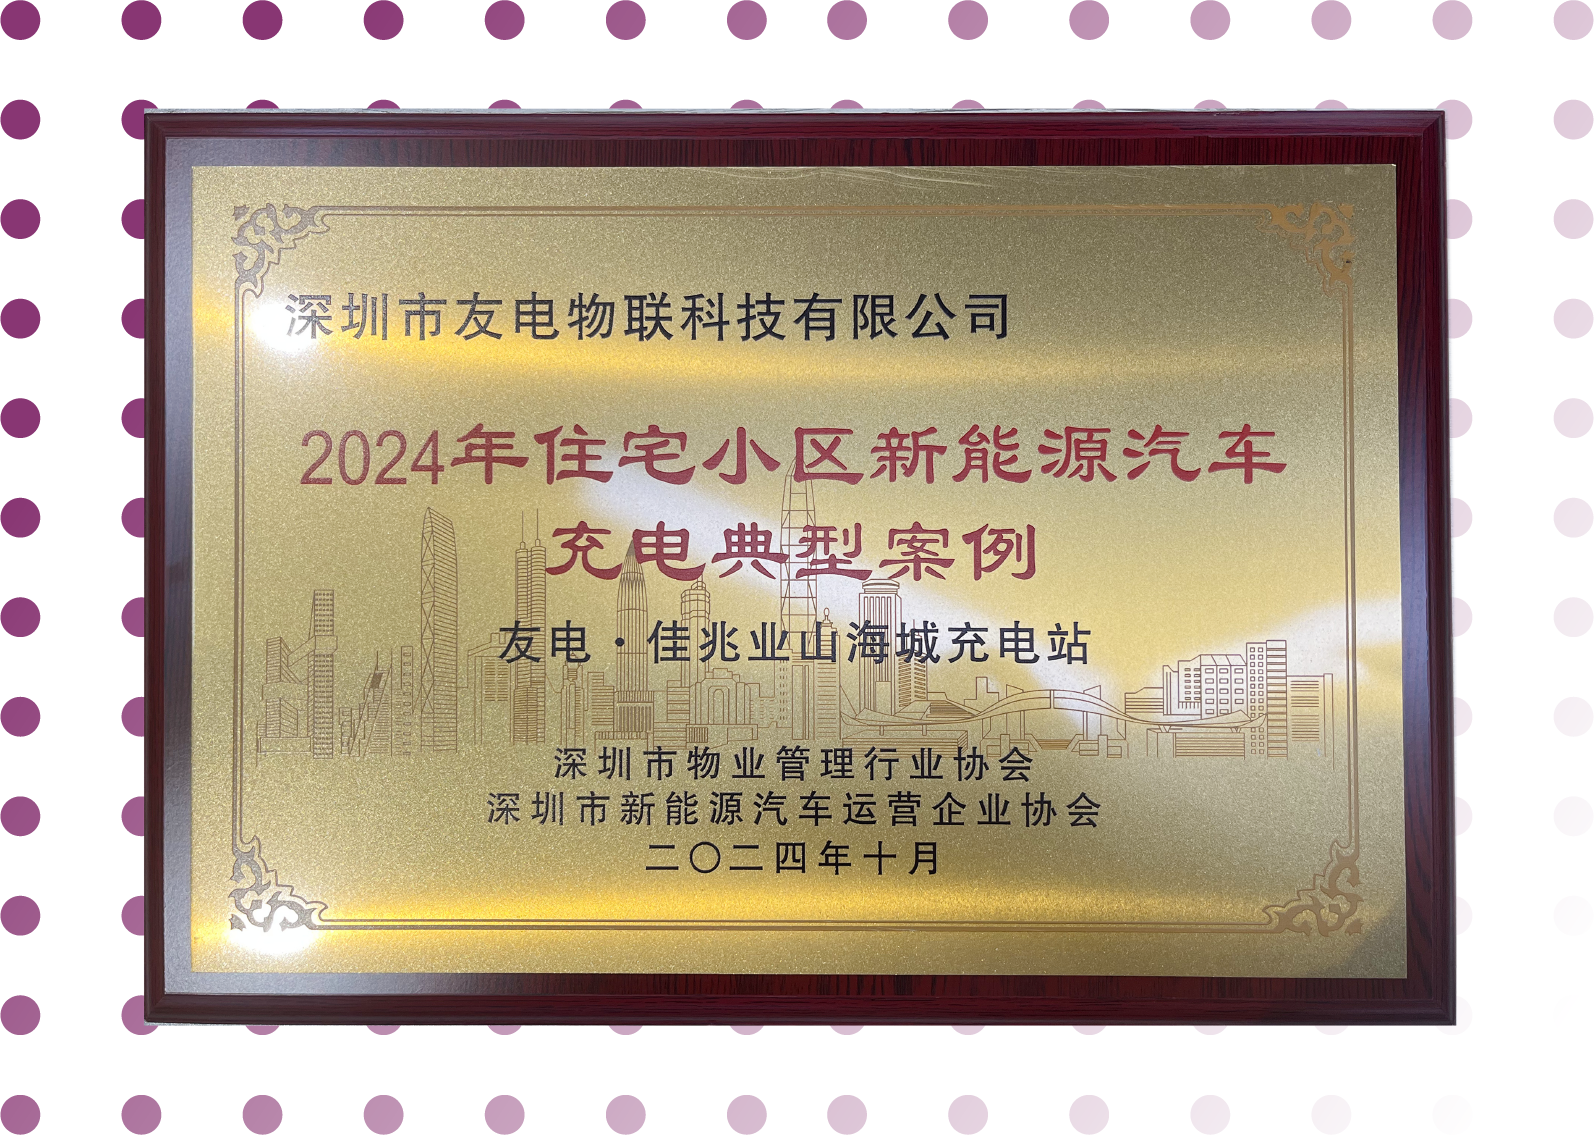 深圳市友电物联科技有限公司
2024年住宅小区新能源汽车
充电典型案例
友电·佳兆业山海城充电站
深圳市物业管理行业协会
深圳市新能源汽车运营企业协会
二〇二四年十月